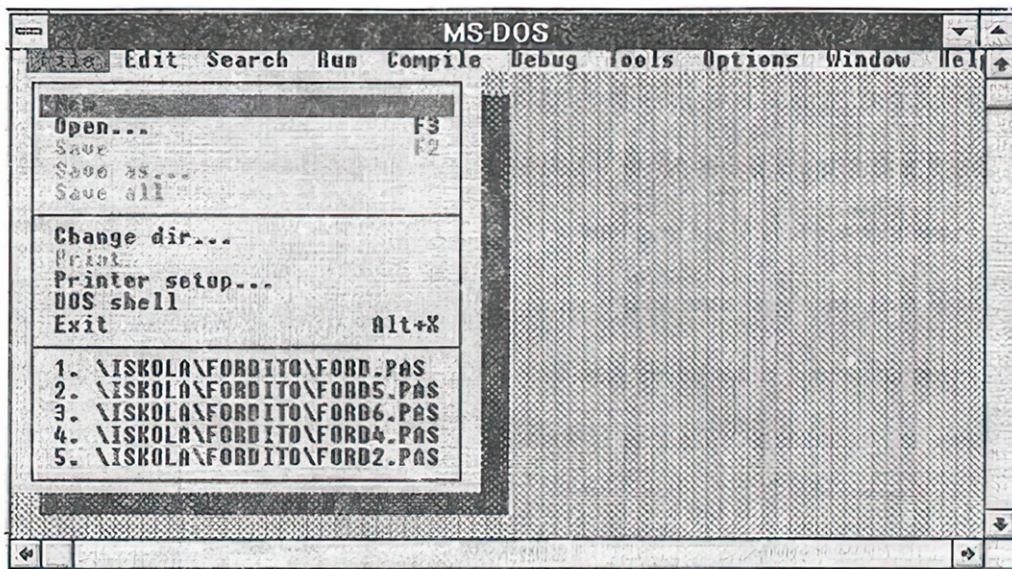 MS-DOS
File Edit Search Run Compile Debug Tools Options Window Hel
New
Open... F3
Save F2
Save as...
Save all
Change dir...
Print
Printer setup...
DOS shell
Exit Alt+X
1. \ISKOLA\FORDITO\FORD.PAS
2. \ISKOLA\FORDITO\FORD5.PAS
3. \ISKOLA\FORDITO\FORD6.PAS
4. \ISKOLA\FORDITO\FORD4.PAS
5. \ISKOLA\FORDITO\FORD2.PAS